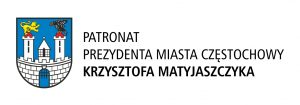 PATRONAT
PREZYDENTA MIASTA CZĘSTOCHOWY
KRZYSZTOFA MATYJASZCZYKA